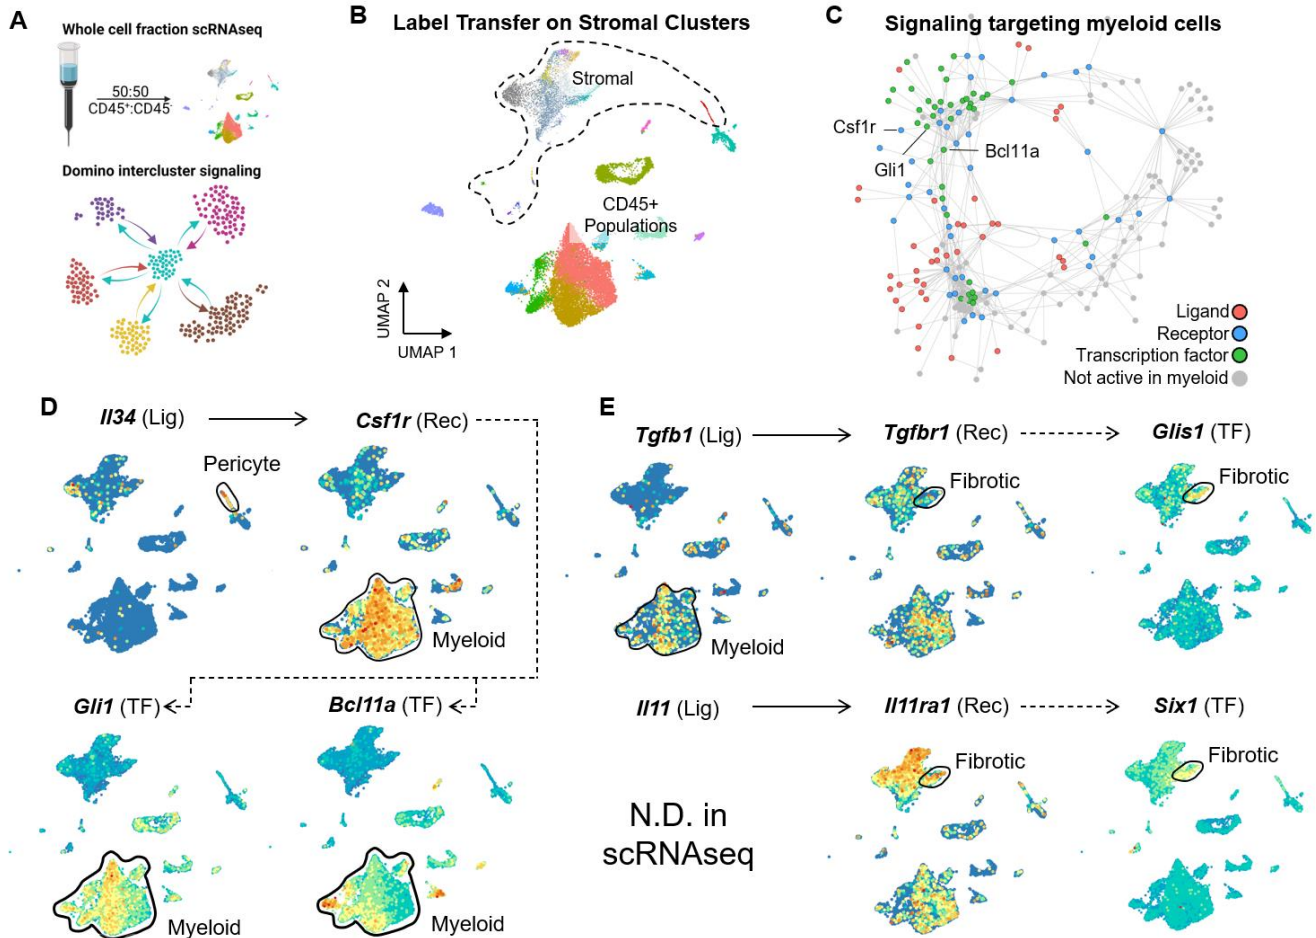 A
Whole cell fraction scRNAseq
50:50
CD45⁺:CD45⁻
Domino intercluster signaling
B
Label Transfer on Stromal Clusters
Stromal
CD45+
Populations
UMAP 2
UMAP 1
C
Signaling targeting myeloid cells
Csf1r
Gli1
Bcl11a
Ligand
Receptor
Transcription factor
Not active in myeloid
D
Il34 (Lig)
Csf1r (Rec)
Pericyte
Myeloid
Gli1 (TF)
Bcl11a (TF)
Myeloid
Myeloid
E
Tgfb1 (Lig)
Tgfbr1 (Rec)
Glis1 (TF)
Fibrotic
Fibrotic
Myeloid
Il11 (Lig)
Il11ra1 (Rec)
Six1 (TF)
Fibrotic
Fibrotic
N.D. in
scRNAseq